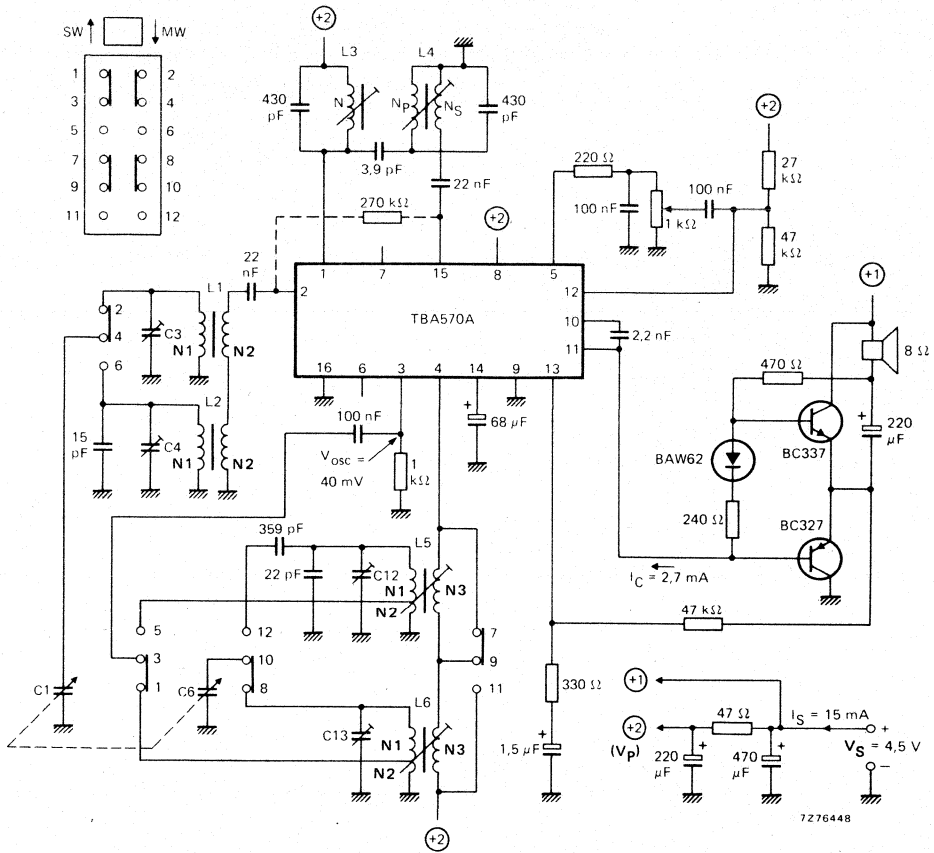 SW MW
1 2
3 4
5 6
7 8
9 10
11 12
+2
L3 L4
430 pF
N
NP NS
430 pF
3,9 pF
22 nF
270 kΩ
+2
220 Ω
100 nF
1 kΩ
100 nF
+2
27 kΩ
47 kΩ
22 nF
1 7 15 8 5
2
12
TBA570A
10
11
16 6 3 4 14 9 13
2,2 nF
+1
8 Ω
470 Ω
220 µF
+
BC337
BAW62
240 Ω
BC327
IC = 2,7 mA
47 kΩ
2
4
6
C3
L1
N1 N2
15 pF
C4
L2
N1 N2
100 nF
Vosc =
40 mV
1 kΩ
+
68 µF
359 pF
22 pF
C12
L5
N1
N2
N3
5 12
3 10
1 8
7
9
11
C1
C6
C13
L6
N1
N2
N3
+2
330 Ω
+
1,5 µF
+1
+2
(VP)
47 Ω
IS = 15 mA
+
VS = 4,5 V
−
+
220 µF
+
470 µF
7Z76448